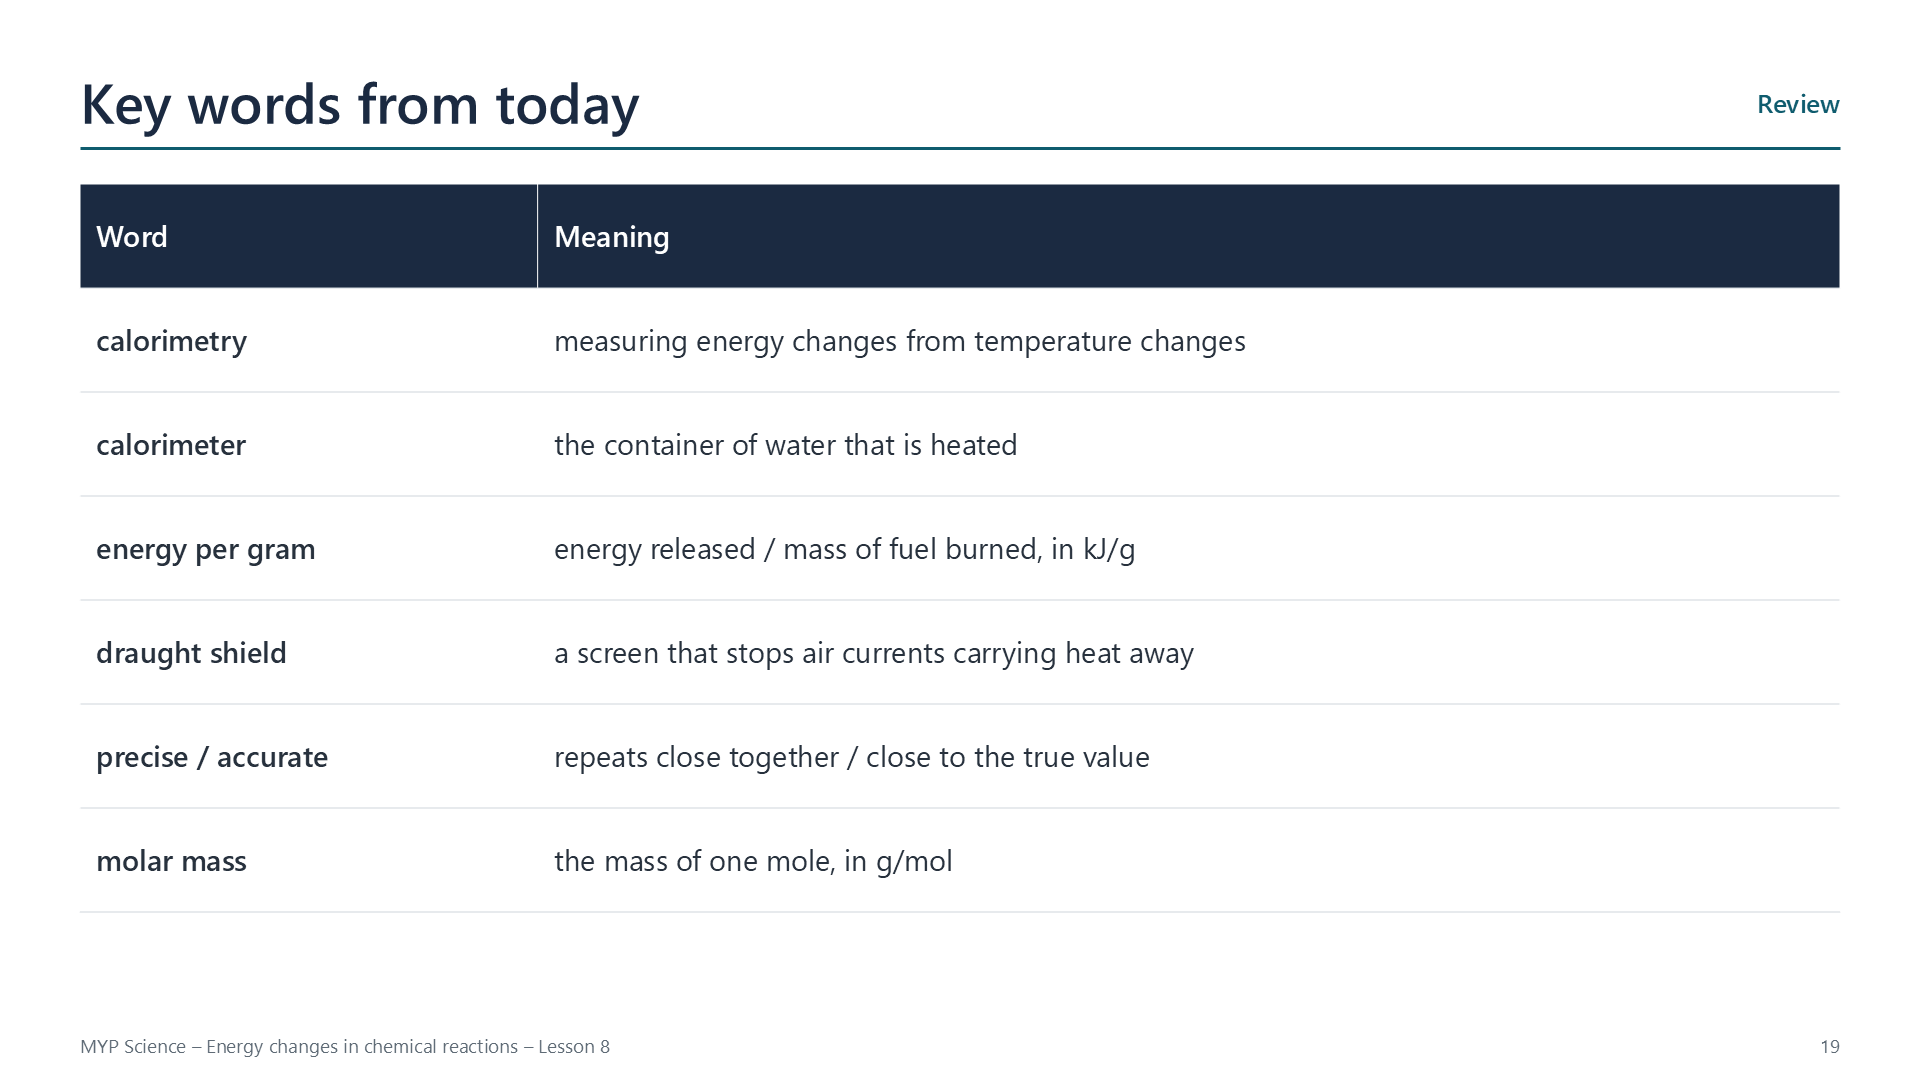 Key words from today
Review
Word Meaning
calorimetry measuring energy changes from temperature changes
calorimeter the container of water that is heated
energy per gram energy released / mass of fuel burned, in kJ/g
draught shield a screen that stops air currents carrying heat away
precise / accurate repeats close together / close to the true value
molar mass the mass of one mole, in g/mol
MYP Science – Energy changes in chemical reactions – Lesson 8
19